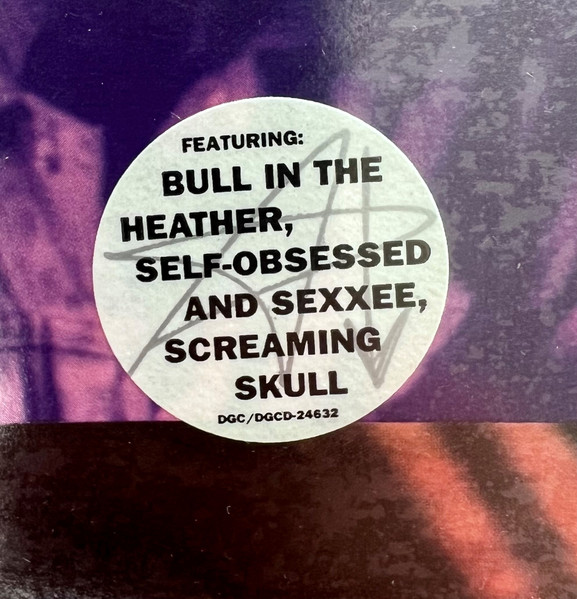 FEATURING:
BULL IN THE
HEATHER,
SELF-OBSESSED
AND SEXXEE,
SCREAMING
SKULL
DGC/DGCD-24632